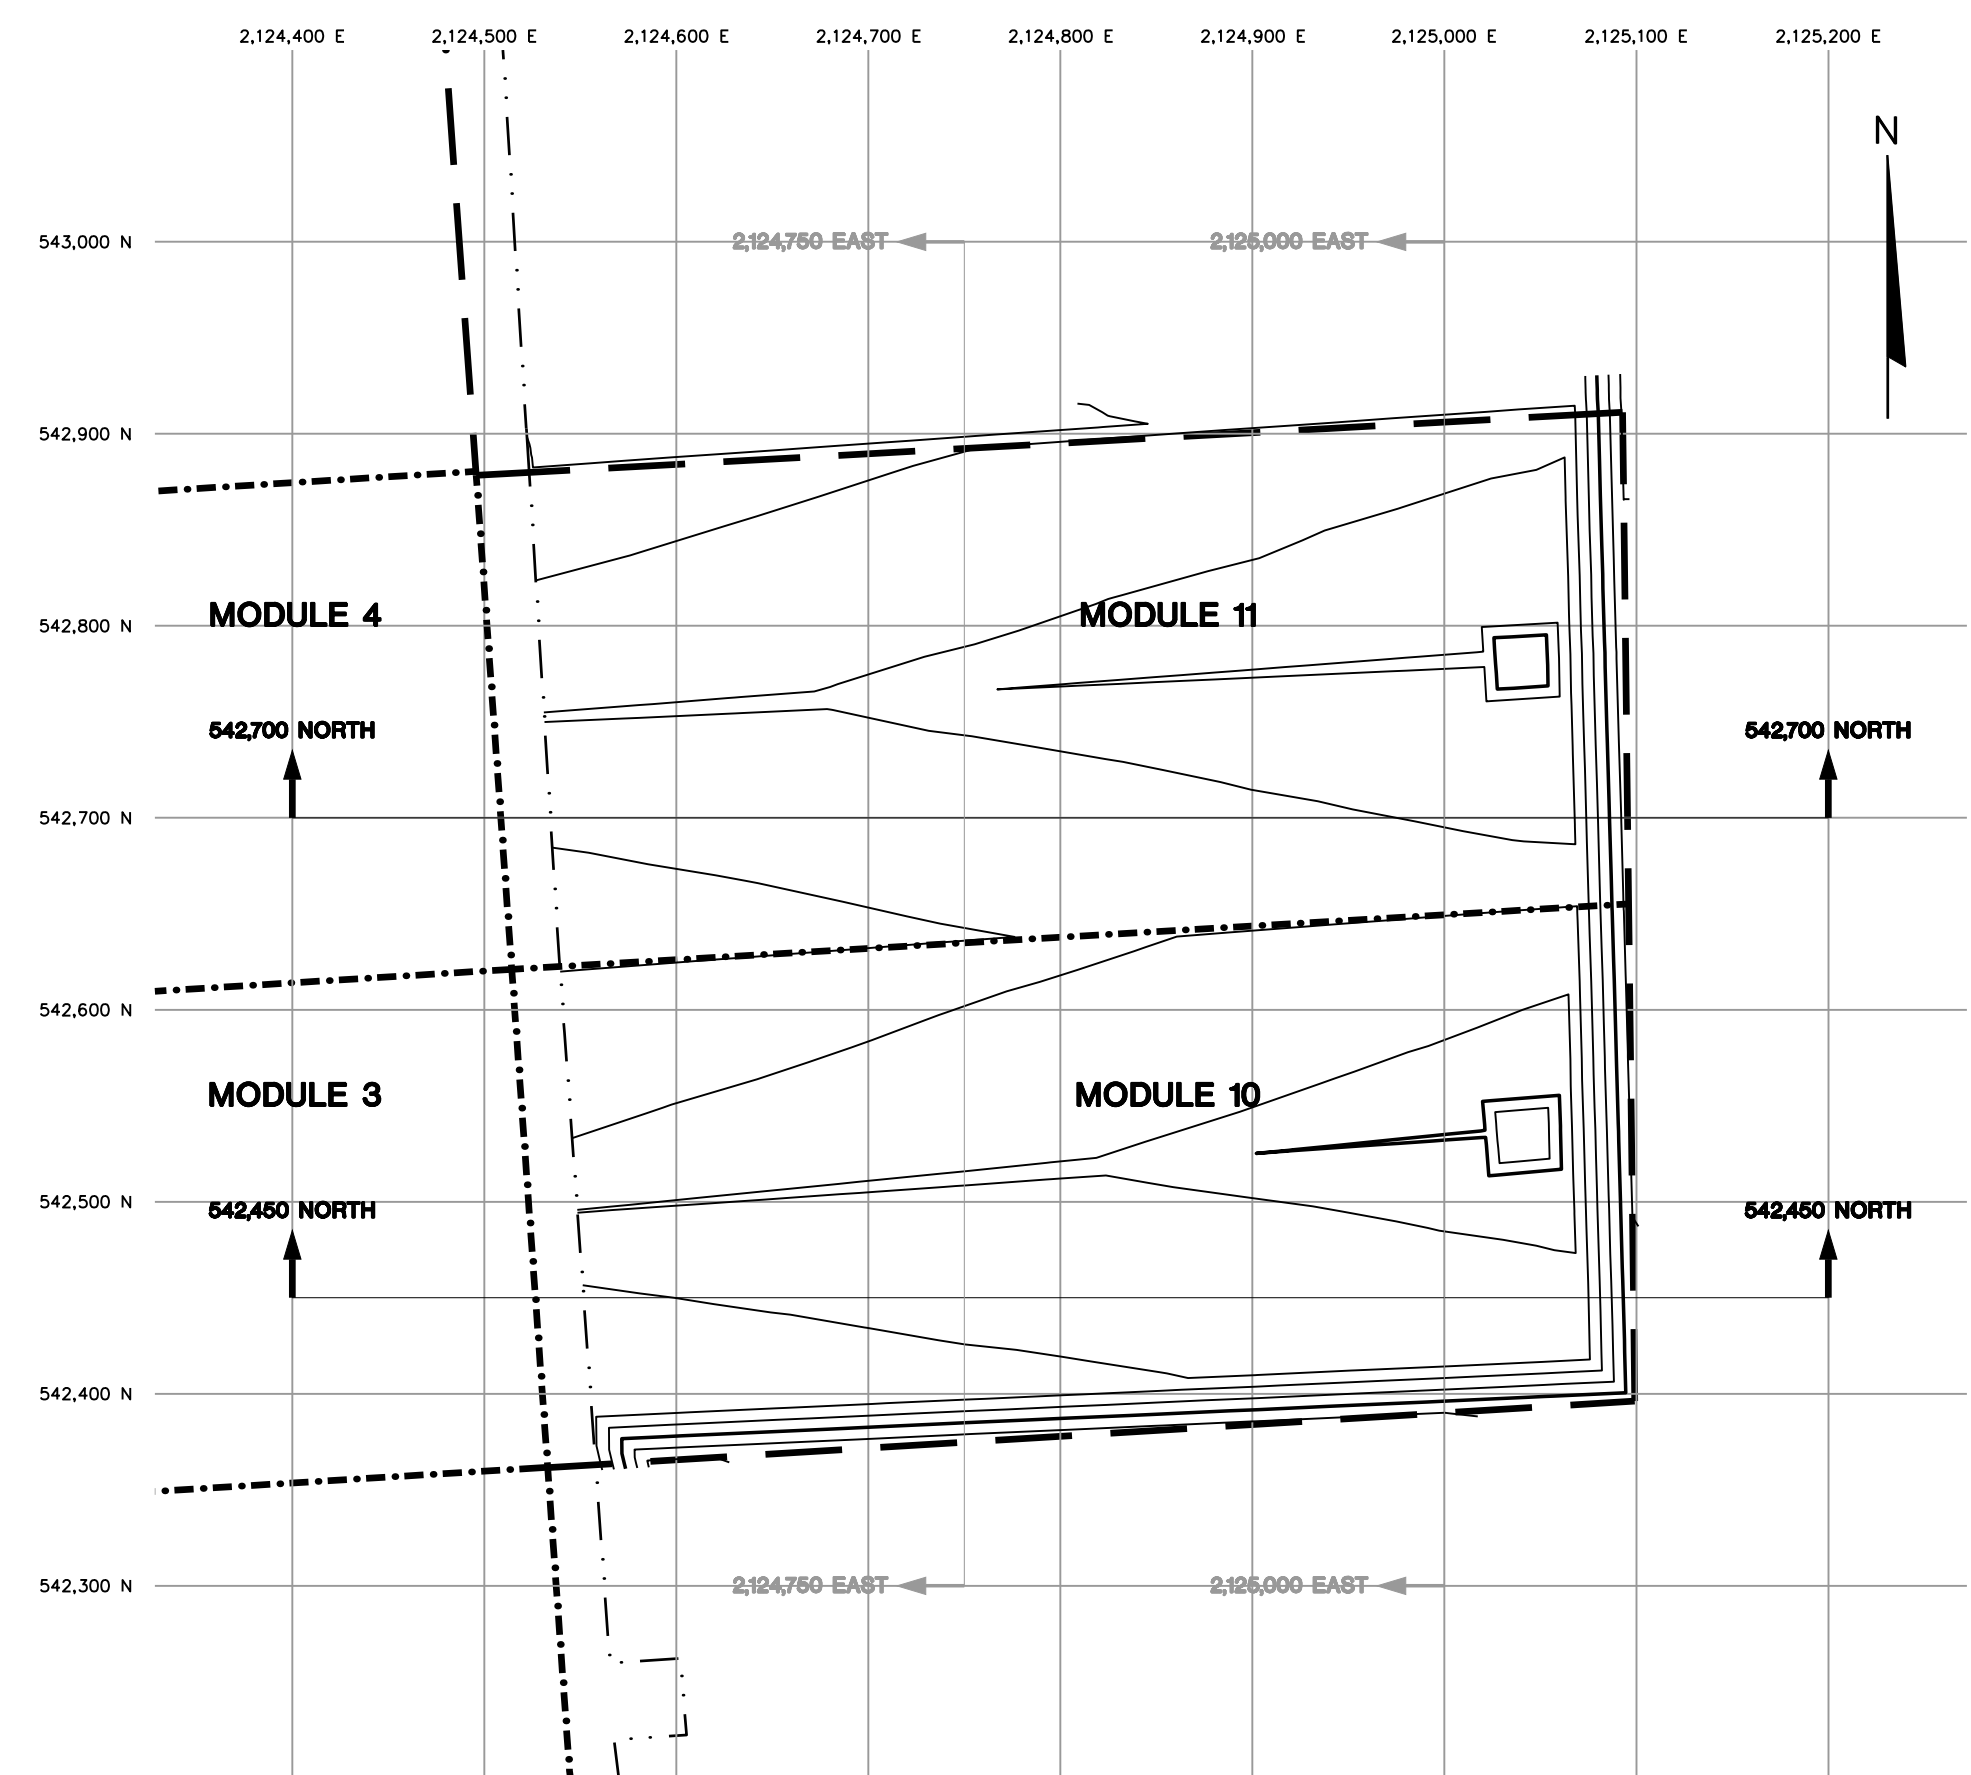 2,124,400 E 2,124,500 E 2,124,600 E 2,124,700 E 2,124,800 E 2,124,900 E 2,125,000 E 2,125,100 E 2,125,200 E
N
543,000 N 2,124,750 EAST 2,125,000 EAST
542,900 N
MODULE 4 MODULE 11
542,800 N
542,700 NORTH 542,700 NORTH
542,700 N
542,600 N
MODULE 3 MODULE 10
542,500 N
542,450 NORTH 542,450 NORTH
542,400 N
542,300 N 2,124,750 EAST 2,125,000 EAST